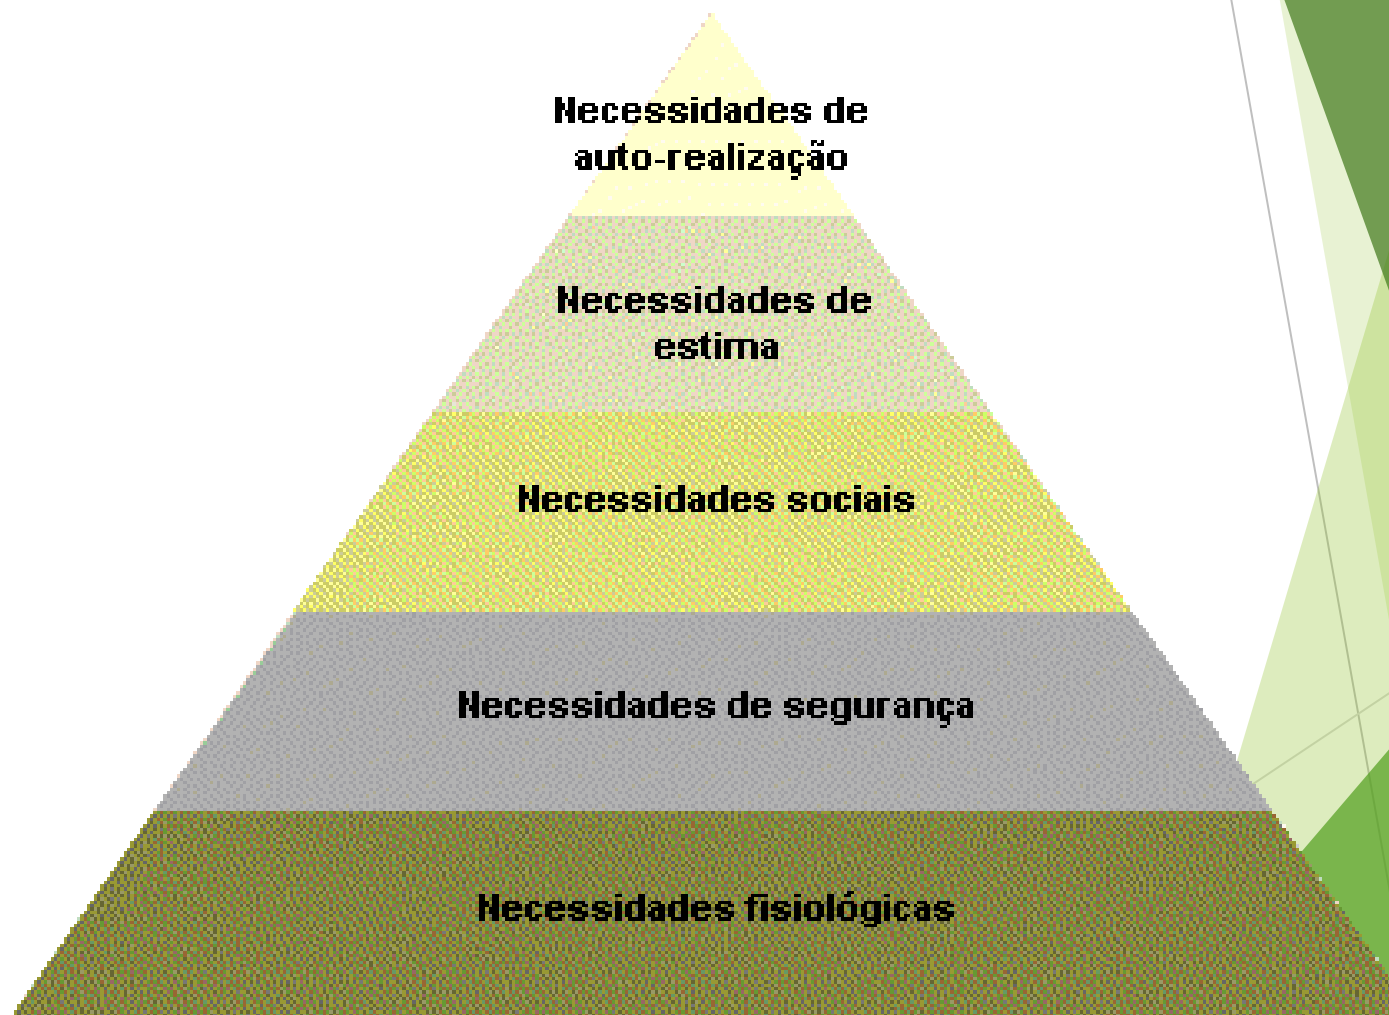 Necessidades de
auto-realização
Necessidades de
estima
Necessidades sociais
Necessidades de segurança
Necessidades fisiológicas